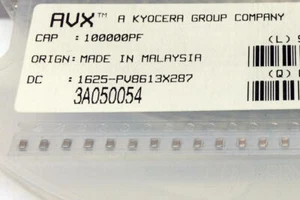 AVX™ A KYOCERA GROUP COMPANY
CAP : 100000PF (L) S
ORIGN: MADE IN MALAYSIA
DC : 1625-PV8613X287 (Q)
3A050054